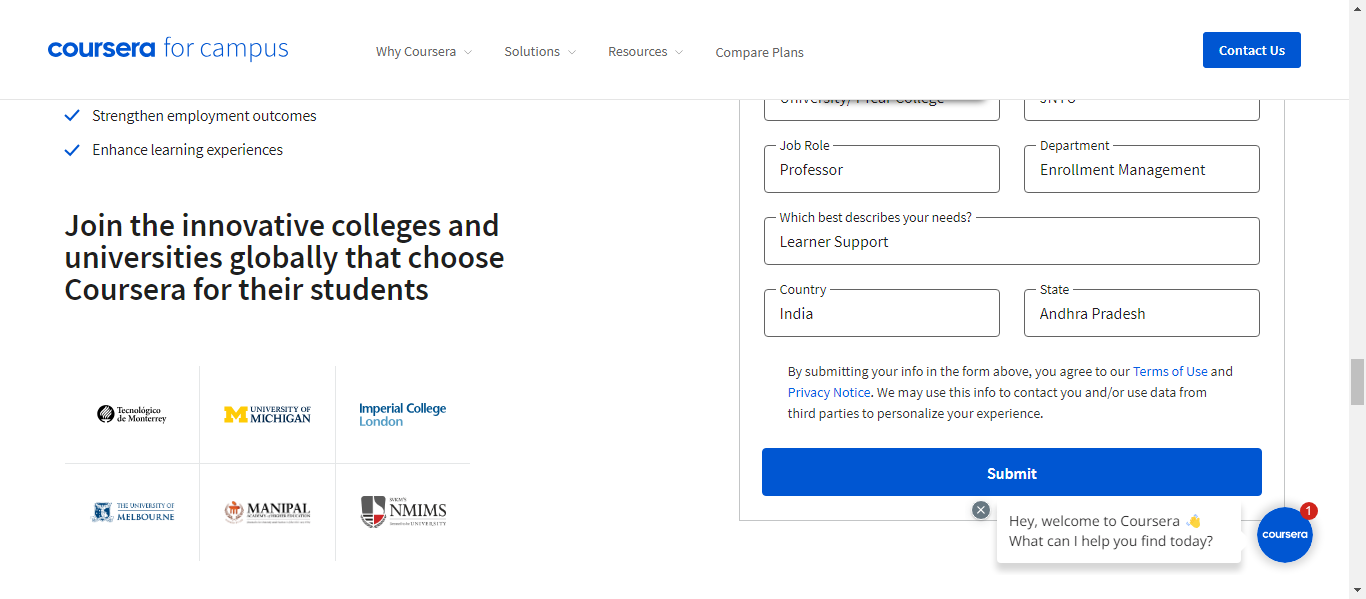 coursera for campus
Why Coursera
Solutions
Resources
Compare Plans
Contact Us
Strengthen employment outcomes
Enhance learning experiences
Join the innovative colleges and
universities globally that choose
Coursera for their students
Tecnológico
de Monterrey
UNIVERSITY OF
MICHIGAN
Imperial College
London
THE UNIVERSITY OF
MELBOURNE
MANIPAL
SVKM'S
NMIMS
UNIVERSITY
College
JNTU
Job Role
Professor
Department
Enrollment Management
Which best describes your needs?
Learner Support
Country
India
State
Andhra Pradesh
By submitting your info in the form above, you agree to our Terms of Use and
Privacy Notice. We may use this info to contact you and/or use data from
third parties to personalize your experience.
Submit
Hey, welcome to Coursera 👋
What can I help you find today?
coursera
1